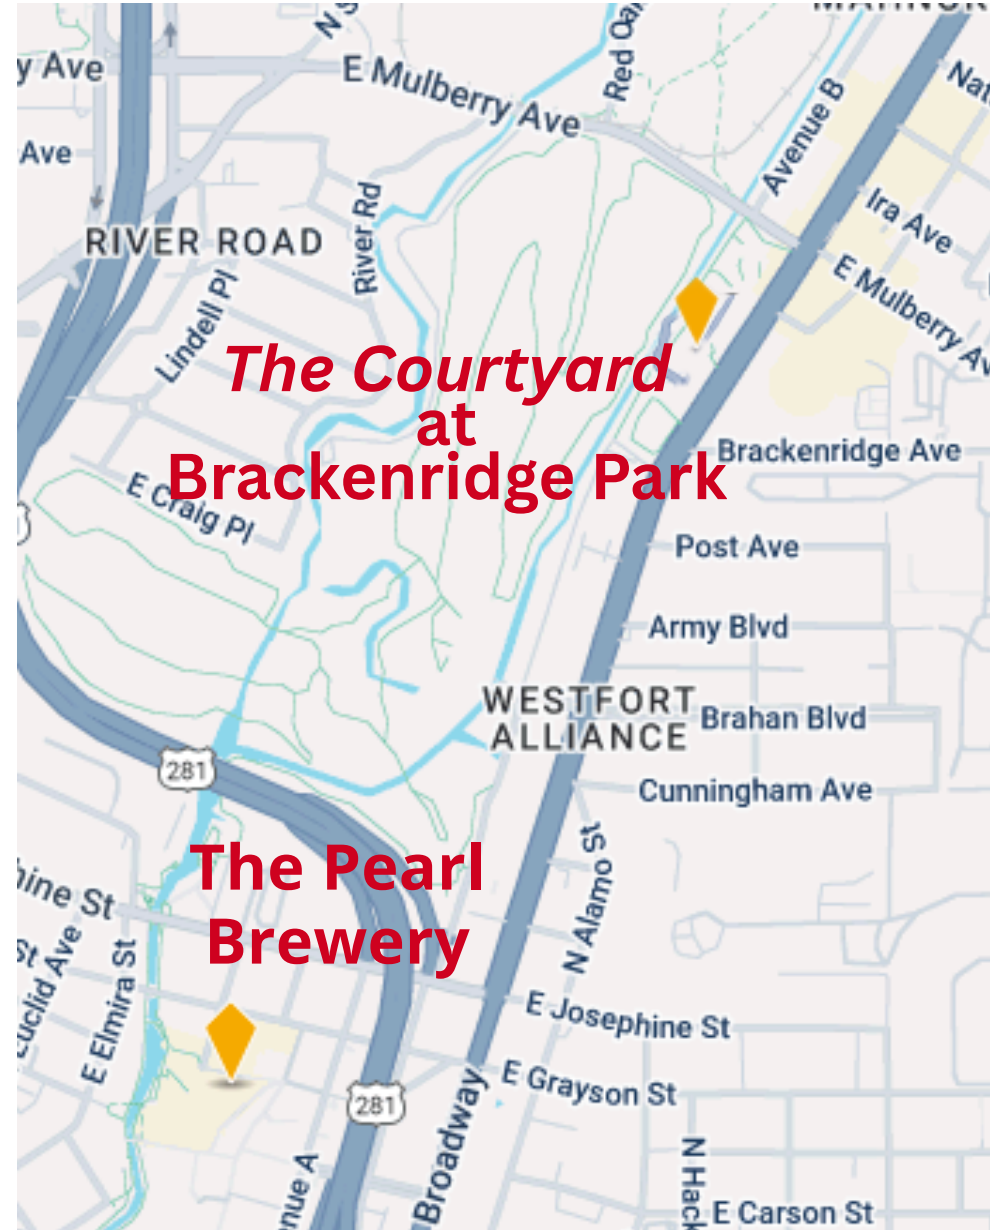 N S
Red Oak
y Ave
E Mulberry Ave
Avenue B
Nat
Ave
River Rd
Ira Ave
RIVER ROAD
E Mulberry Av
Lindell Pl
The Courtyard
at
Brackenridge Park
Brackenridge Ave
E Craig Pl
Post Ave
Army Blvd
WESTFORT
ALLIANCE
Brahan Blvd
281
Cunningham Ave
N Alamo St
The Pearl
Brewery
hine St
St
Euclid Ave
E Elmira St
E Josephine St
E Grayson St
281
Broadway
nue A
N Hack
E Carson St